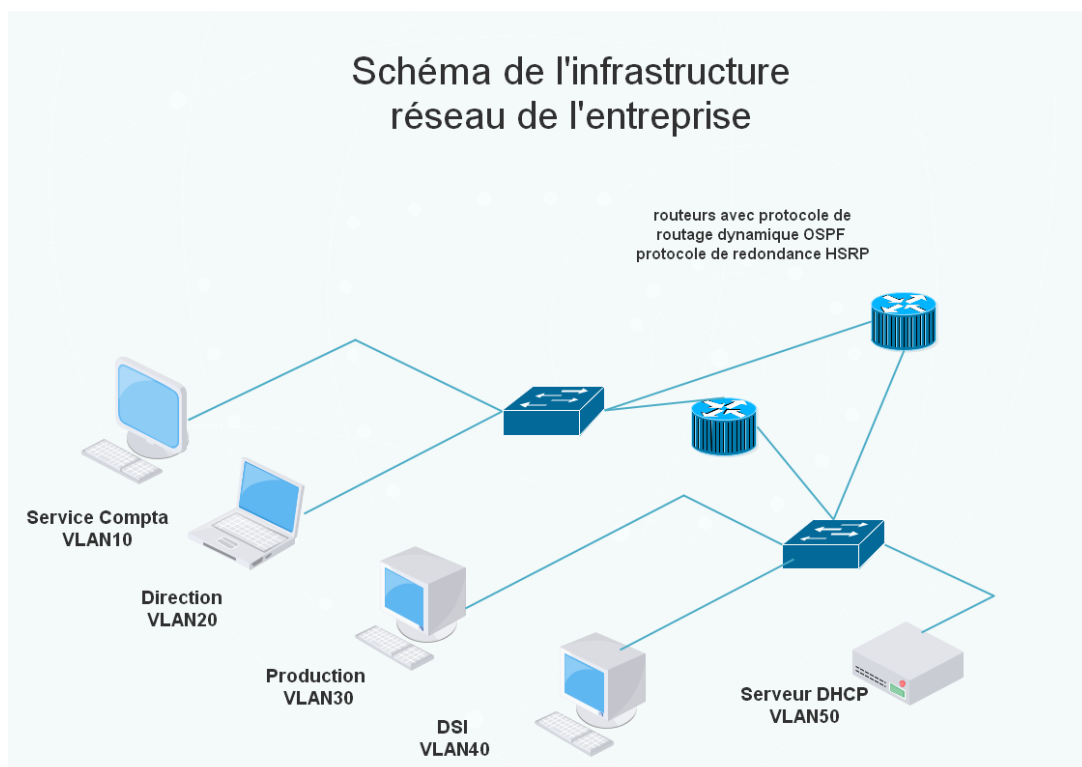 Schéma de l'infrastructure
réseau de l'entreprise
routeurs avec protocole de
routage dynamique OSPF
protocole de redondance HSRP
Service Compta
VLAN10
Direction
VLAN20
Production
VLAN30
DSI
VLAN40
Serveur DHCP
VLAN50